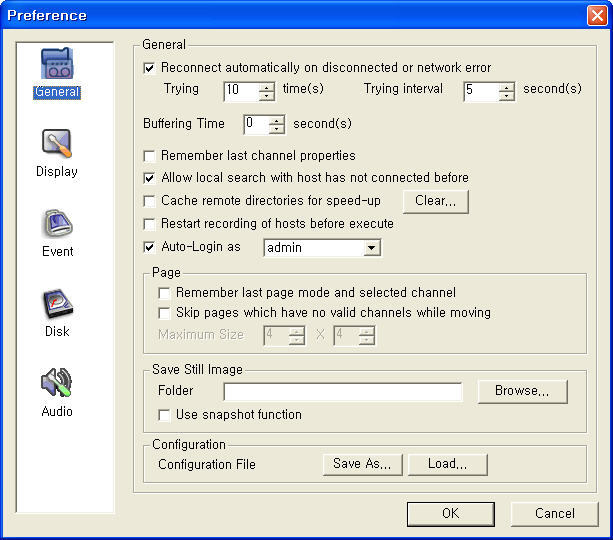 Preference
General
Display
Event
Disk
Audio
General
Reconnect automatically on disconnected or network error
Trying 10 time(s) Trying interval 5 second(s)
Buffering Time 0 second(s)
Remember last channel properties
Allow local search with host has not connected before
Cache remote directories for speed-up Clear...
Restart recording of hosts before execute
Auto-Login as admin
Page
Remember last page mode and selected channel
Skip pages which have no valid channels while moving
Maximum Size 4 X 4
Save Still Image
Folder Browse...
Use snapshot function
Configuration
Configuration File Save As... Load...
OK Cancel